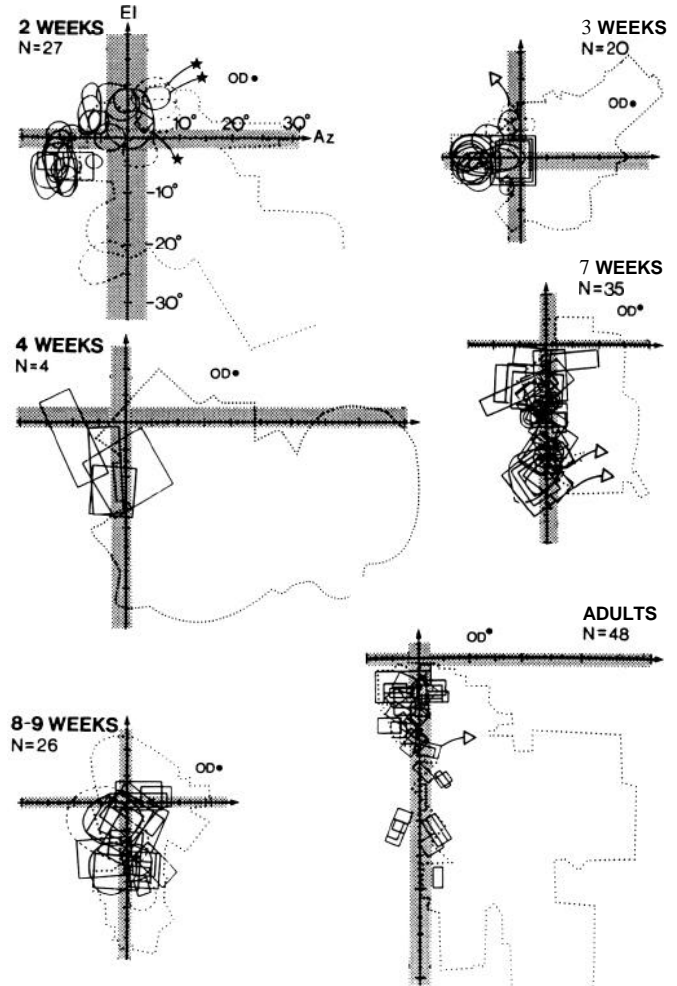 2 WEEKS
N=27
El
OD
10° 20° 30°
Az
-10°
-20°
-30°
3 WEEKS
N=20
OD
4 WEEKS
N=4
OD
7 WEEKS
N=35
OD
8-9 WEEKS
N=26
OD
ADULTS
N=48
OD